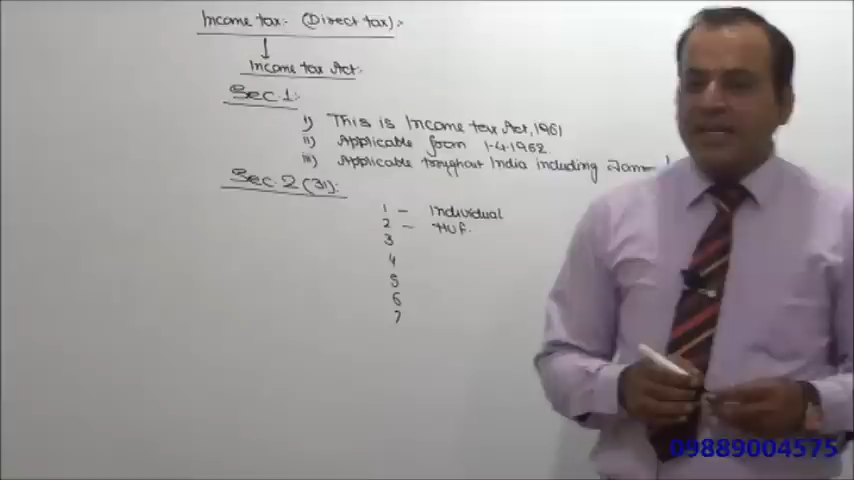 Income tax:- (Direct tax):-
Income tax Act:-
Sec.1:-
i) This is Income tax Act, 1961
ii) Applicable from 1-4-1962.
iii) Applicable troughout India including Jamm
Sec.2(31):-
1 - Individual
2 - HUF.
3
4
5
6
7
09889004575